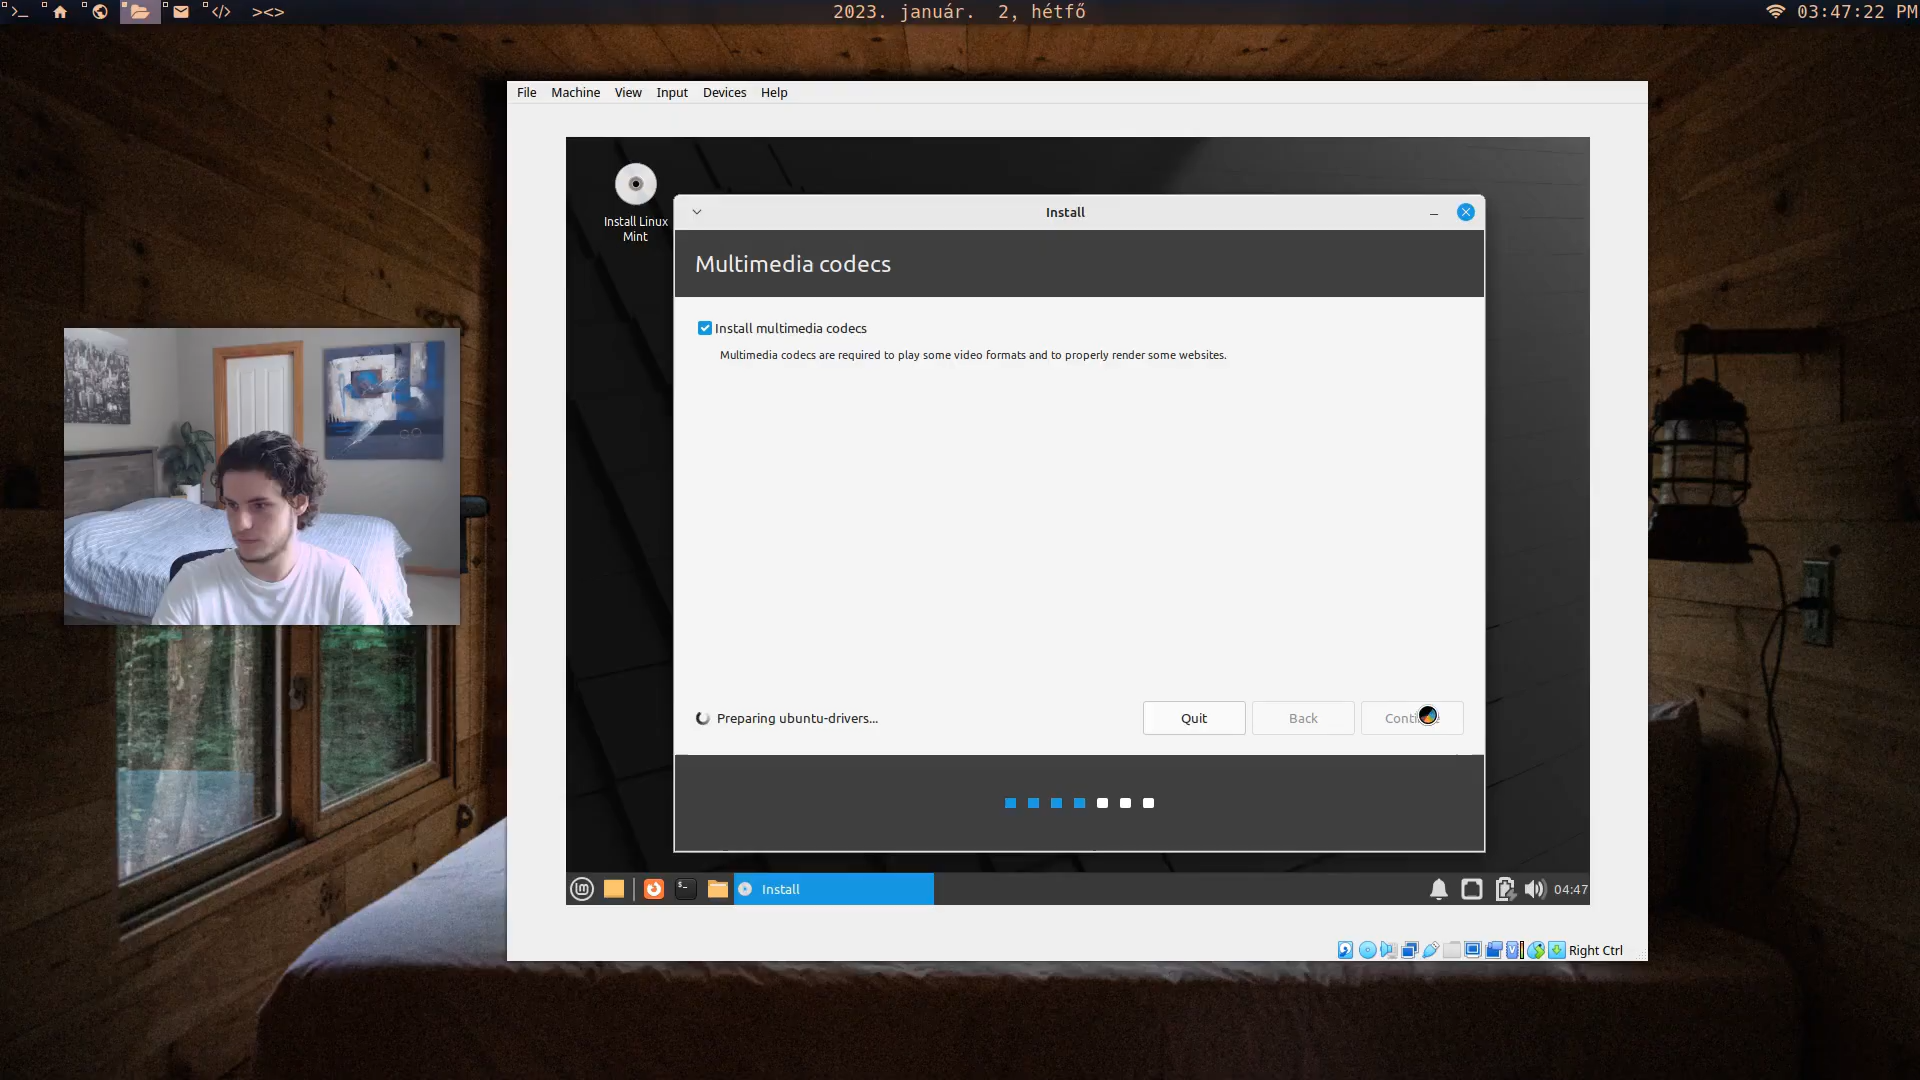 2023. január.  2, hétfő
03:47:22 PM
File Machine View Input Devices Help
Install Linux
Mint
Install
Multimedia codecs
Install multimedia codecs
Multimedia codecs are required to play some video formats and to properly render some websites.
Preparing ubuntu-drivers...
Quit
Back
Install
04:47
Right Ctrl